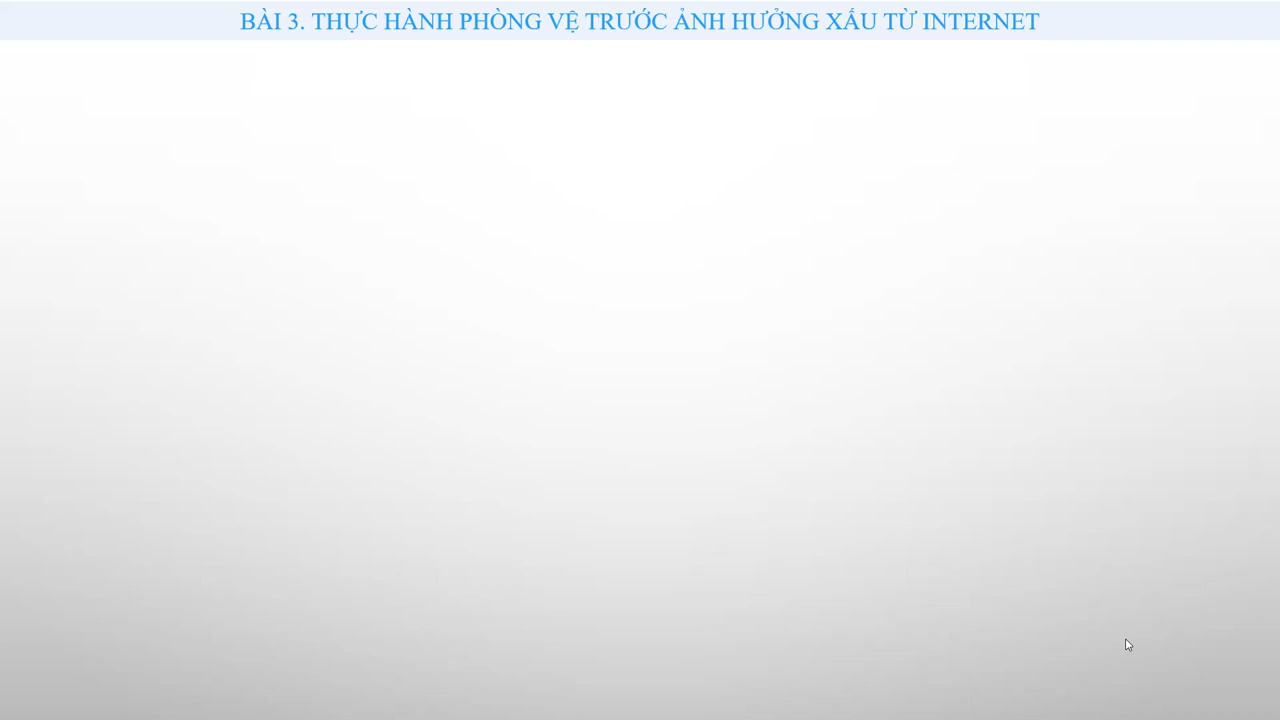 BÀI 3. THỰC HÀNH PHÒNG VỆ TRƯỚC ẢNH HƯỞNG XẤU TỪ INTERNET